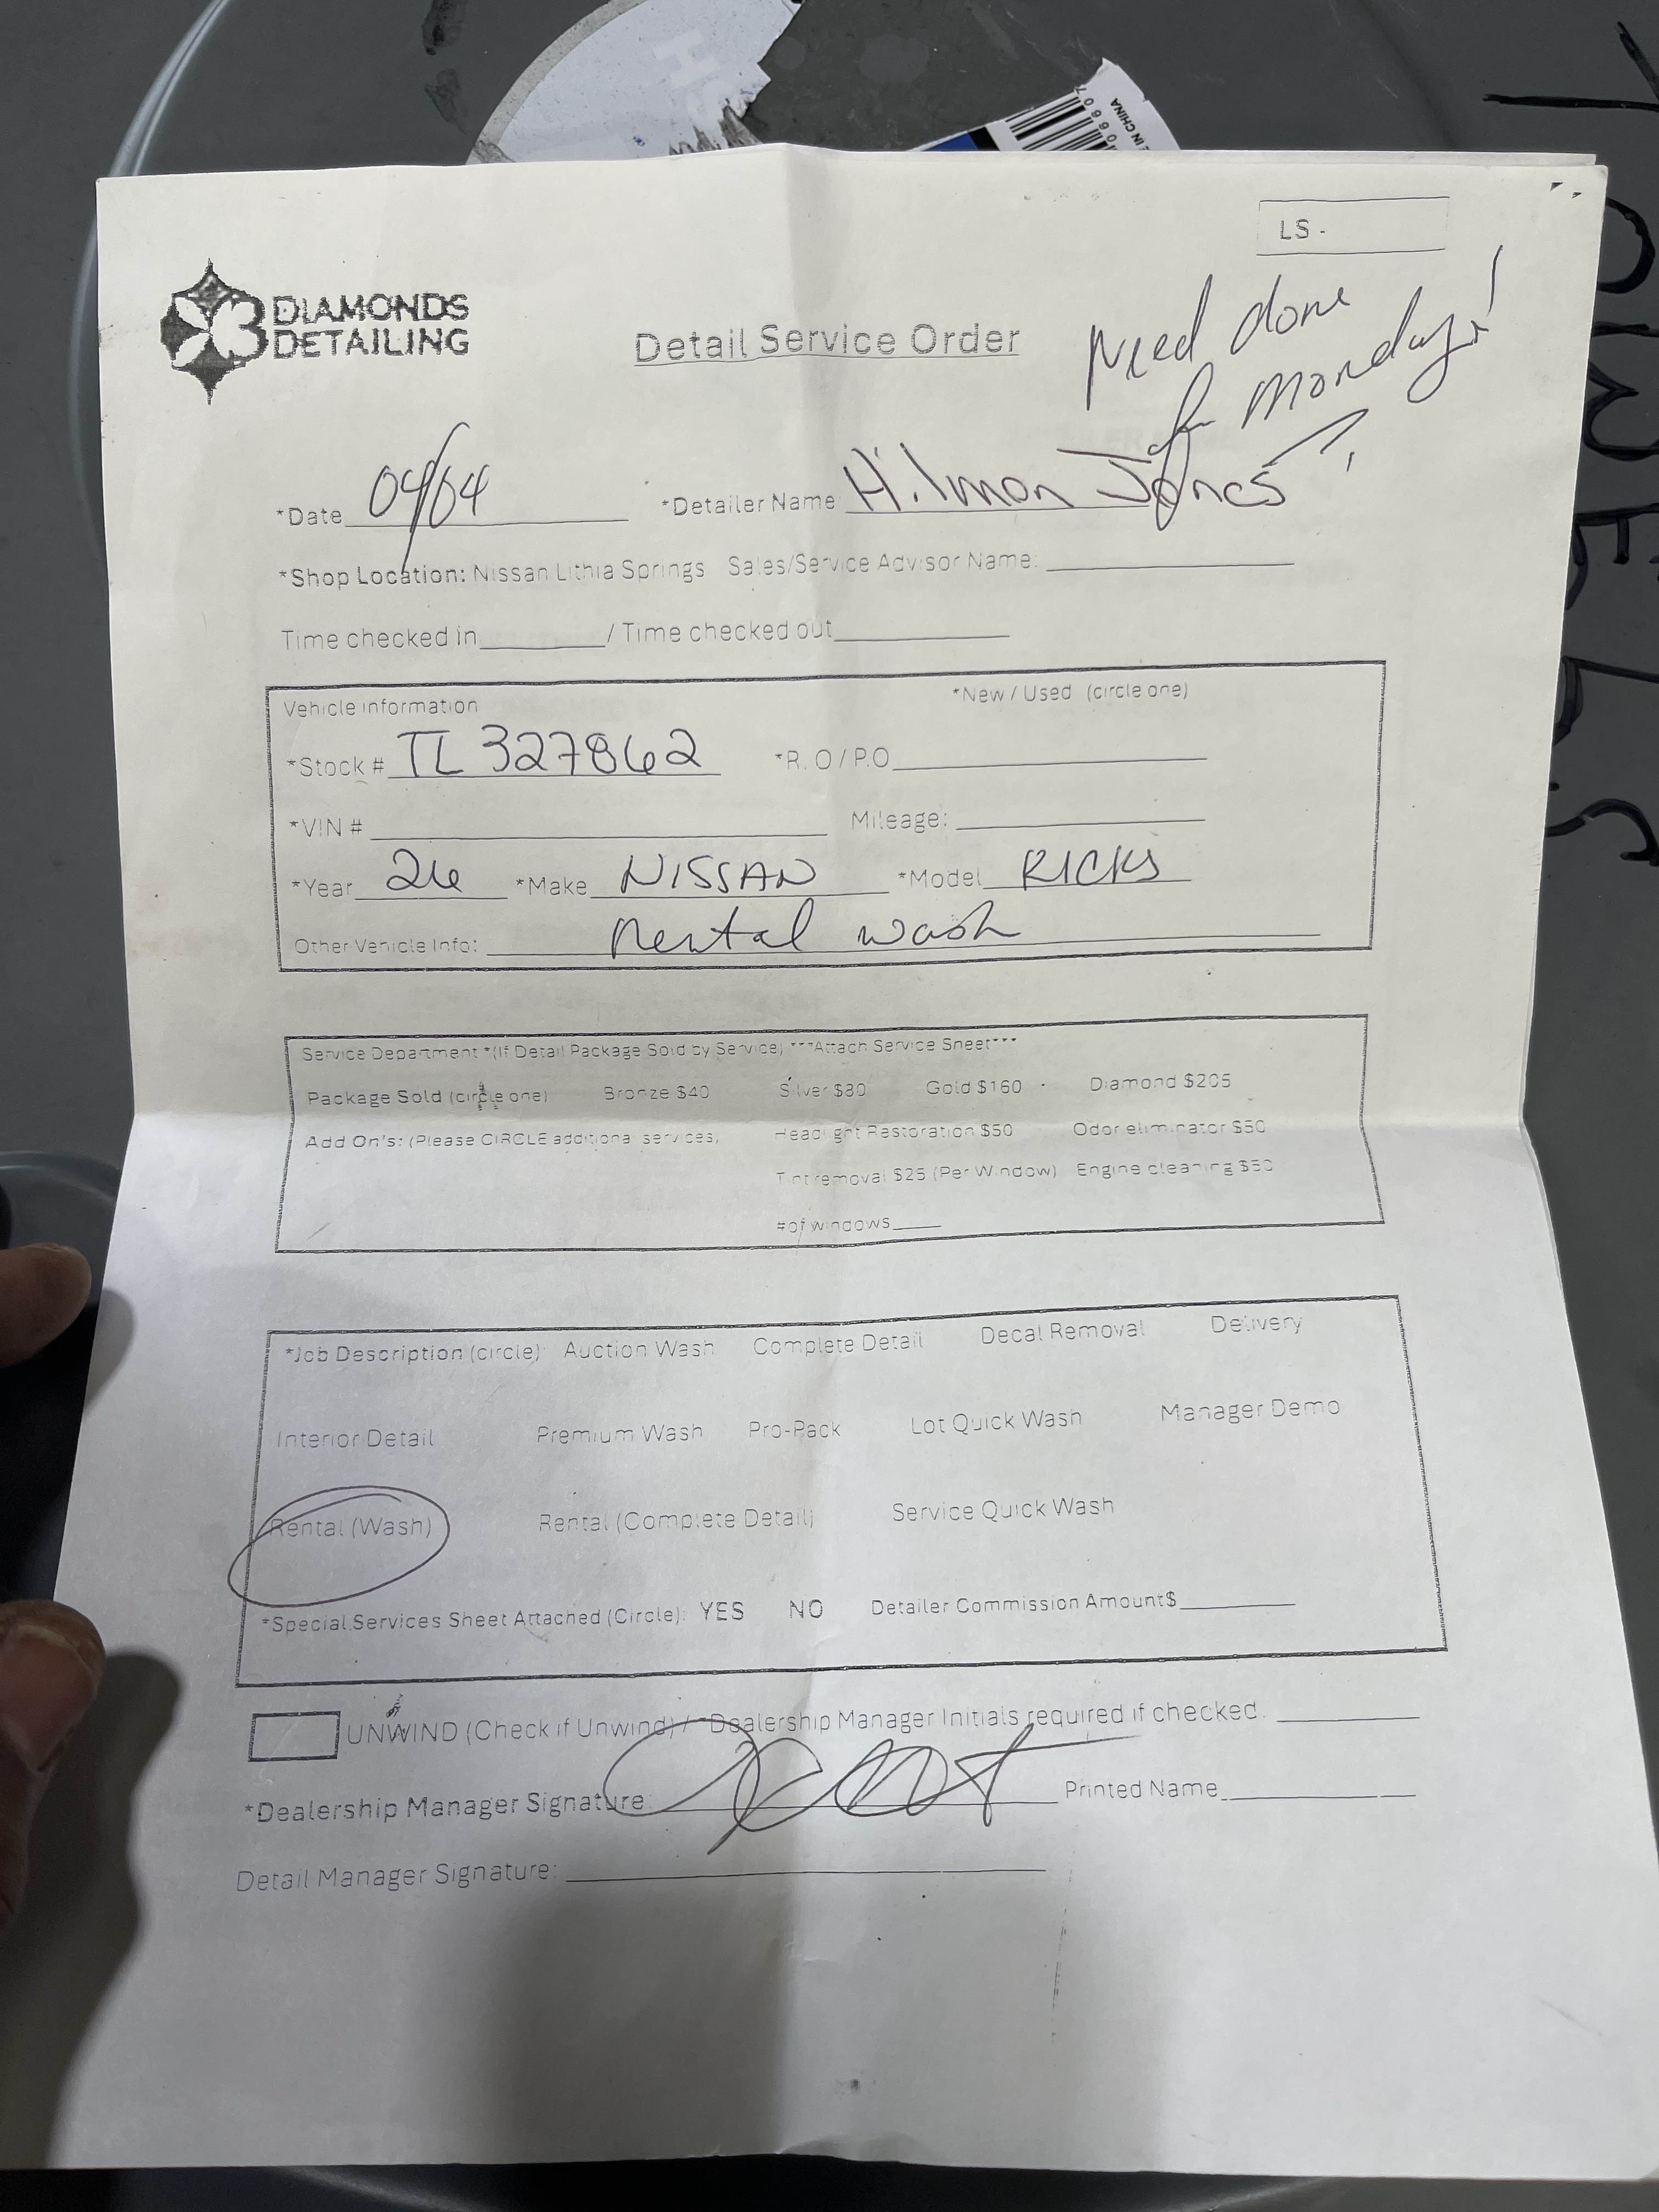 IN CHINA
LS -
3 DIAMONDS
DETAILING
Detail Service Order
Need done
for Monday!
*Date 04/04 *Detailer Name Hilmon Jones
*Shop Location: Nissan Lithia Springs Sales/Service Advisor Name:
Time checked in / Time checked out
Vehicle information *New / Used (circle one)
*Stock # TL327862 *R.O / P.O
*VIN # Mileage:
*Year 26 *Make NISSAN *Model KICKS
Other Vehicle Info: Rental wash
Service Department *(If Detail Package Sold by Service) ***Attach Service Sheet***
Package Sold (circle one) Bronze $40 Silver $80 Gold $160 Diamond $205
Add On's: (Please CIRCLE additional services) Headlight Restoration $50 Odor eliminator $50
Tint removal $25 (Per Window) Engine cleaning $50
# of windows
*Job Description (circle): Auction Wash Complete Detail Decal Removal Delivery
Interior Detail Premium Wash Pro-Pack Lot Quick Wash Manager Demo
Rental (Wash) Rental (Complete Detail) Service Quick Wash
*Special Services Sheet Attached (Circle): YES NO Detailer Commission Amount $
UNWIND (Check if Unwind) / *Dealership Manager Initials required if checked.
*Dealership Manager Signature: Printed Name
Detail Manager Signature: